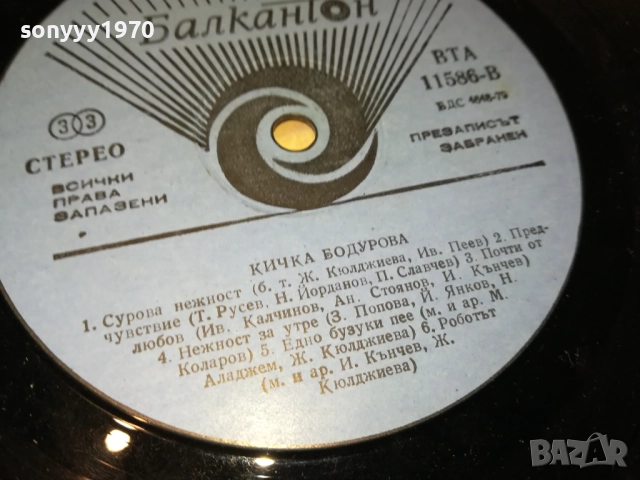 sonyyy1970
Балкантон
ВТА
11586-В
БДС 4648-79
ПРЕЗАПИСЪТ
ЗАБРАНЕН
33
СТЕРЕО
ВСИЧКИ
ПРАВА
ЗАПАЗЕНИ
КИЧКА БОДУРОВА
1. Сурова нежност (б. т. Ж. Кюлджиева, Ив. Пеев) 2. Пред-
чувствие (Т. Русев, Н. Йорданов, П. Славчев) 3. Почти от
любов (Ив. Калчинов, Ан. Стоянов, И. Кънчев)
4. Нежност за утре (З. Попова, Й. Янков, Н.
Коларов) 5. Едно бузуки пее (м. и ар. М.
Аладжем, Ж. Кюлджиева) 6. Роботът
(м. и ар. И. Кънчев, Ж.
Кюлджиева)
BAZAR